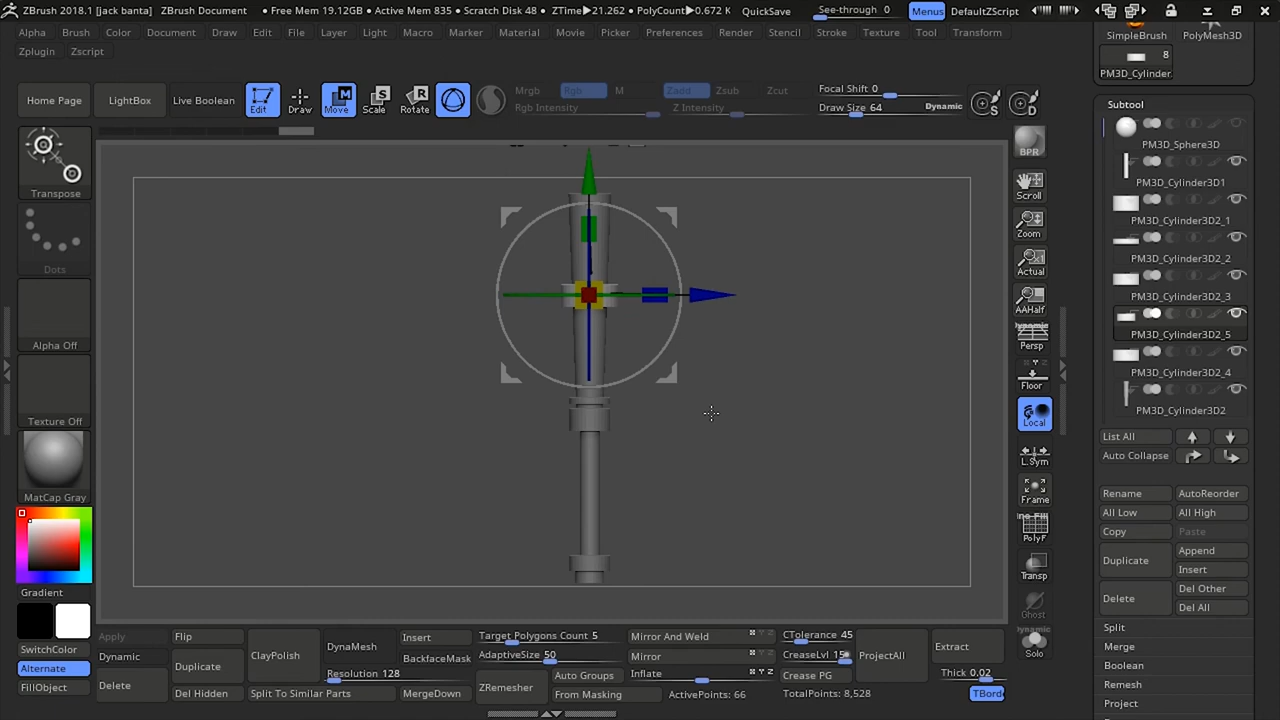 ZBrush 2018.1 [jack banta] ZBrush Document • Free Mem 19.12GB • Active Mem 835 • Scratch Disk 48 • ZTime▶21.262 • PolyCount▶0.672 K QuickSave See-through 0 Menus DefaultZScript
Alpha Brush Color Document Draw Edit File Layer Light Macro Marker Material Movie Picker Preferences Render Stencil Stroke Texture Tool Transform
Zplugin Zscript
SimpleBrush PolyMesh3D
8
PM3D_Cylinder
Home Page LightBox Live Boolean Edit Draw Move Scale Rotate
Mrgb Rgb M Zadd Zsub Zcut
Rgb Intensity Z Intensity
Focal Shift 0
Draw Size 64 Dynamic
S D
Transpose
Dots
Alpha Off
Texture Off
MatCap Gray
Gradient
SwitchColor
Alternate
FillObject
BPR
Scroll
Zoom
Actual
AAHalf
Dynamic
Persp
Floor
Local
L.Sym
Frame
PolyF
Transp
Ghost
Dynamic
Solo
Subtool
PM3D_Sphere3D
PM3D_Cylinder3D1
PM3D_Cylinder3D2_1
PM3D_Cylinder3D2_2
PM3D_Cylinder3D2_3
PM3D_Cylinder3D2_5
PM3D_Cylinder3D2_4
PM3D_Cylinder3D2
List All
Auto Collapse
Rename AutoReorder
All Low All High
Copy Paste
Duplicate Append
Insert
Delete Del Other
Del All
Split
Merge
Boolean
Remesh
Project
Apply Flip
Dynamic Duplicate
Delete Del Hidden
ClayPolish
Split To Similar Parts
DynaMesh
Resolution 128
Insert
BackfaceMask
MergeDown
Target Polygons Count 5
AdaptiveSize 50
ZRemesher
Auto Groups
From Masking
Mirror And Weld
Mirror
Inflate
ActivePoints: 66
CTolerance 45
CreaseLvl 15
Crease PG
TotalPoints: 8,528
ProjectAll
Extract
Thick 0.02
TBorde